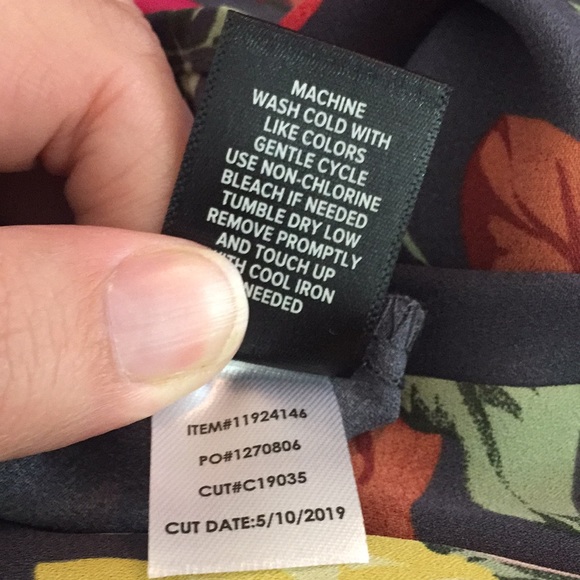 MACHINE
WASH COLD WITH
LIKE COLORS
GENTLE CYCLE
USE NON-CHLORINE
BLEACH IF NEEDED
TUMBLE DRY LOW
REMOVE PROMPTLY
AND TOUCH UP
WITH COOL IRON
NEEDED
ITEM#11924146
PO#1270806
CUT#C19035
CUT DATE:5/10/2019